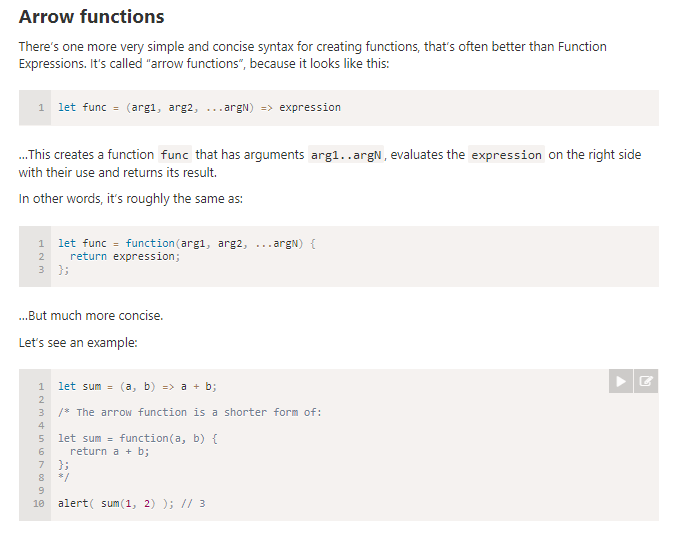 Arrow functions
There's one more very simple and concise syntax for creating functions, that's often better than Function
Expressions. It's called “arrow functions”, because it looks like this:
1 let func = (arg1, arg2, ...argN) => expression
…This creates a function func that has arguments arg1..argN, evaluates the expression on the right side
with their use and returns its result.
In other words, it's roughly the same as:
1 let func = function(arg1, arg2, ...argN) {
2   return expression;
3 };
…But much more concise.
Let's see an example:
1 let sum = (a, b) => a + b;
2
3 /* The arrow function is a shorter form of:
4
5 let sum = function(a, b) {
6   return a + b;
7 };
8 */
9
10 alert( sum(1, 2) ); // 3